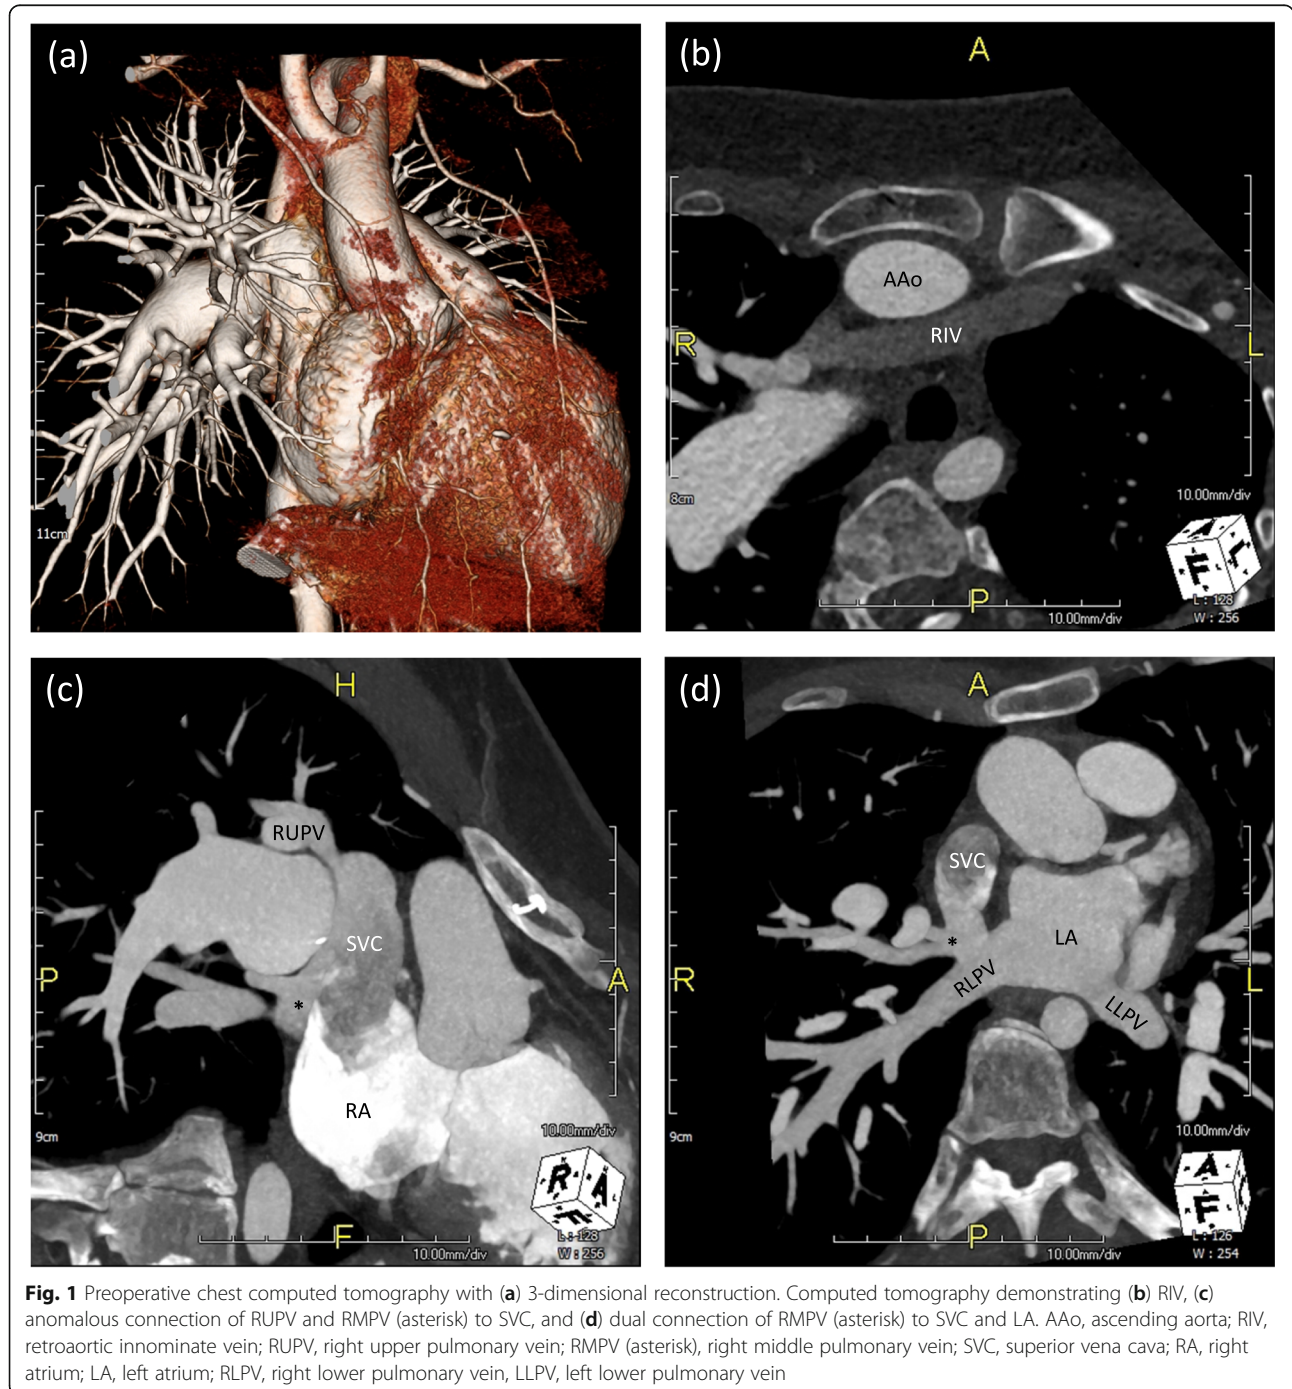 (a)
11cm
(b)
A
AAo
RIV
R
L
8cm
10.00mm/div
P
10.00mm/div
L : 128
W : 256
(c)
H
RUPV
SVC
P
A
*
RA
9cm
10.00mm/div
F
10.00mm/div
L : 128
W : 256
(d)
A
SVC
*
LA
RLPV
LLPV
R
L
9cm
10.00mm/div
P
10.00mm/div
L : 126
W : 254
Fig. 1 Preoperative chest computed tomography with (a) 3-dimensional reconstruction. Computed tomography demonstrating (b) RIV, (c)
anomalous connection of RUPV and RMPV (asterisk) to SVC, and (d) dual connection of RMPV (asterisk) to SVC and LA. AAo, ascending aorta; RIV,
retroaortic innominate vein; RUPV, right upper pulmonary vein; RMPV (asterisk), right middle pulmonary vein; SVC, superior vena cava; RA, right
atrium; LA, left atrium; RLPV, right lower pulmonary vein, LLPV, left lower pulmonary vein